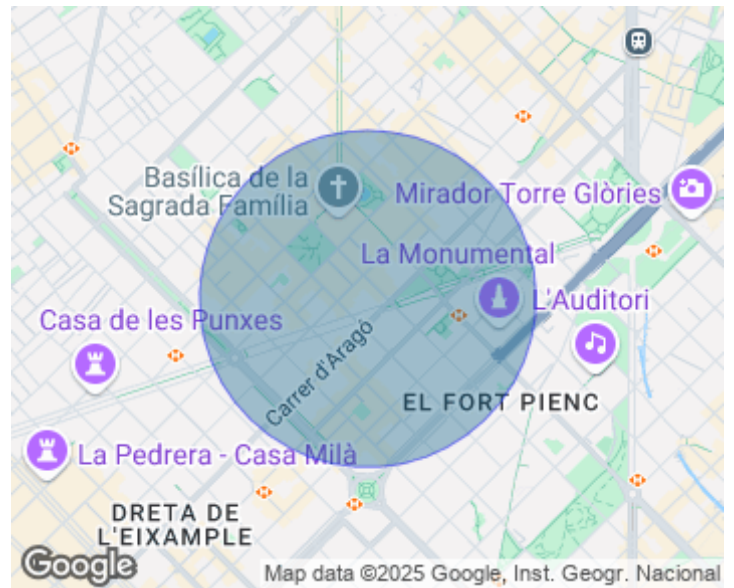 Basílica de la
Sagrada Família
Mirador Torre Glòries
La Monumental
L'Auditori
Casa de les Punxes
Carrer d'Aragó
EL FORT PIENC
La Pedrera - Casa Milà
DRETA DE
L'EIXAMPLE
Google
Map data ©2025 Google, Inst. Geogr. Nacional